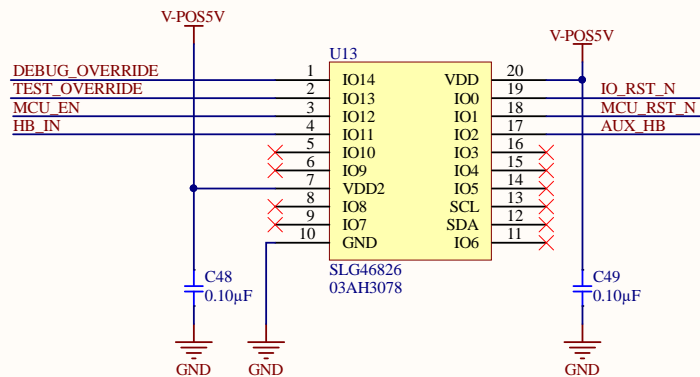 V-POS5V
V-POS5V
U13
DEBUG_OVERRIDE 1 IO14 VDD 20
TEST_OVERRIDE 2 IO13 IO0 19 IO_RST_N
MCU_EN 3 IO12 IO1 18 MCU_RST_N
HB_IN 4 IO11 IO2 17 AUX_HB
5 IO10 IO3 16
6 IO9 IO4 15
7 VDD2 IO5 14
8 IO8 SCL 13
9 IO7 SDA 12
10 GND IO6 11
SLG46826
03AH3078
C48
0.10µF
C49
0.10µF
GND
GND
GND